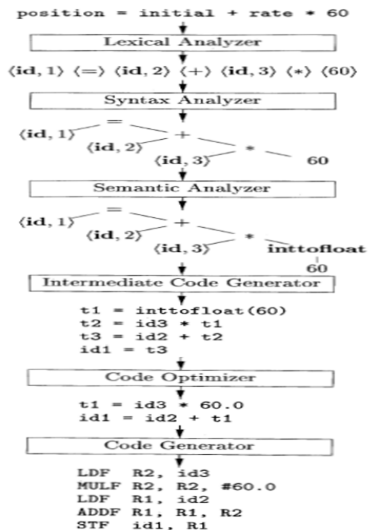 position = initial + rate * 60
Lexical Analyzer
⟨id, 1⟩ ⟨=⟩ ⟨id, 2⟩ ⟨+⟩ ⟨id, 3⟩ ⟨*⟩ ⟨60⟩
Syntax Analyzer
=
⟨id, 1⟩ +
⟨id, 2⟩ *
⟨id, 3⟩ 60
Semantic Analyzer
=
⟨id, 1⟩ +
⟨id, 2⟩ *
⟨id, 3⟩ inttofloat
60
Intermediate Code Generator
t1 = inttofloat(60)
t2 = id3 * t1
t3 = id2 + t2
id1 = t3
Code Optimizer
t1 = id3 * 60.0
id1 = id2 + t1
Code Generator
LDF R2, id3
MULF R2, R2, #60.0
LDF R1, id2
ADDF R1, R1, R2
STF id1, R1